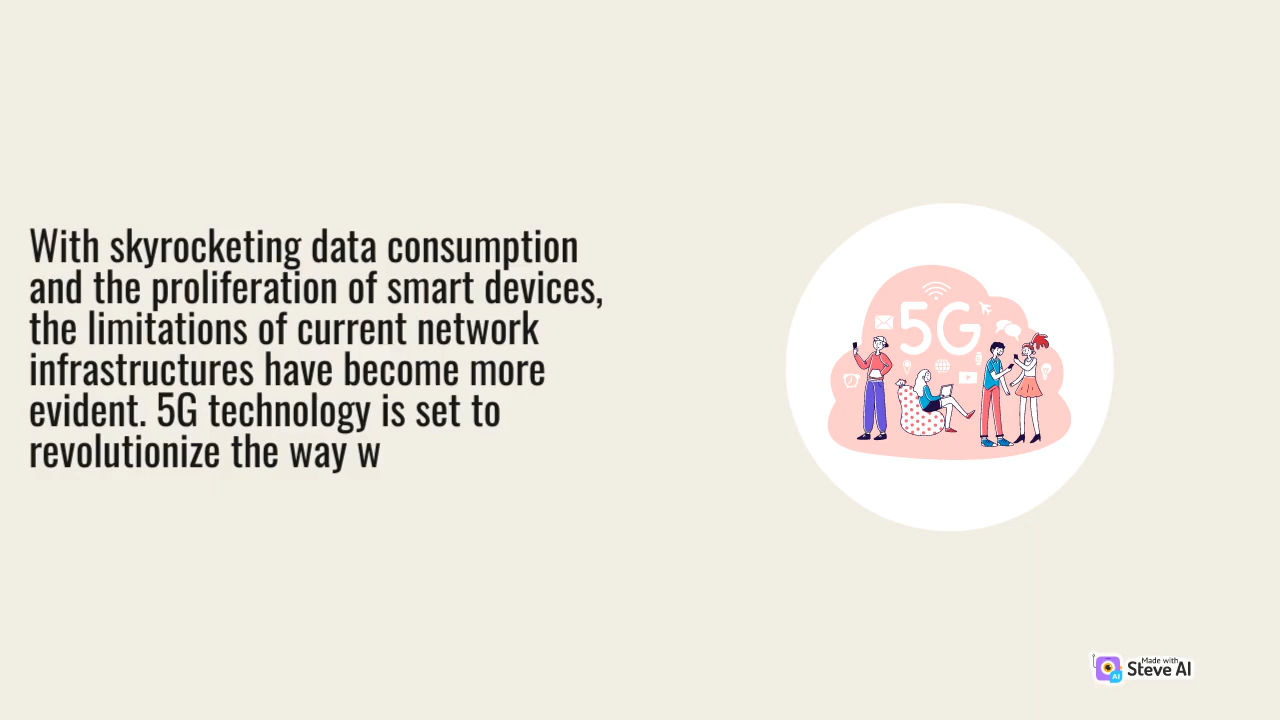 With skyrocketing data consumption
and the proliferation of smart devices,
the limitations of current network
infrastructures have become more
evident. 5G technology is set to
revolutionize the way w
5G
Made with
Steve AI
AI